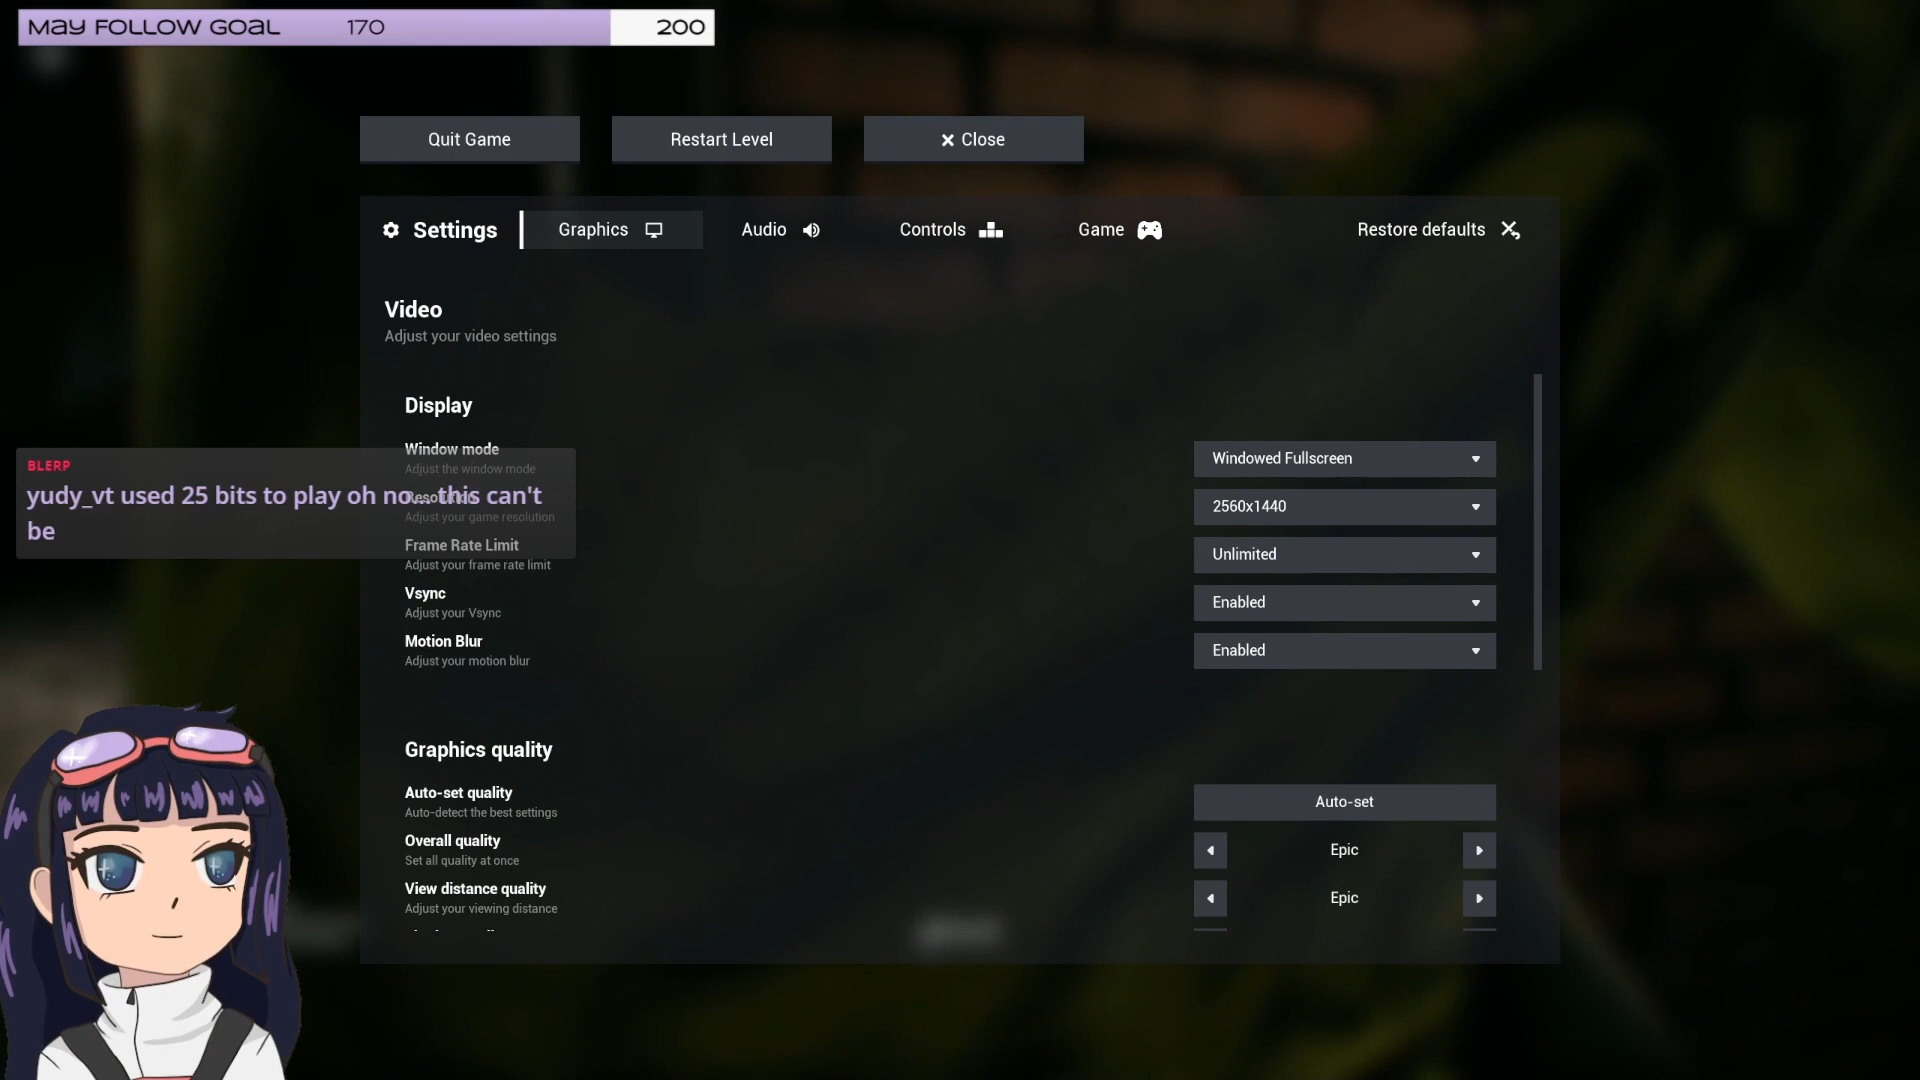 May Follow Goal 170 200
Quit Game
Restart Level
Close
Settings
Graphics
Audio
Controls
Game
Restore defaults
Video
Adjust your video settings
Display
Window mode
Adjust the window mode
Windowed Fullscreen
BLERP
yudy_vt used 25 bits to play oh no... this can't
be
Adjust your game resolution
2560x1440
Frame Rate Limit
Adjust your frame rate limit
Unlimited
Vsync
Adjust your Vsync
Enabled
Motion Blur
Adjust your motion blur
Enabled
Graphics quality
Auto-set quality
Auto-detect the best settings
Auto-set
Overall quality
Set all quality at once
Epic
View distance quality
Adjust your viewing distance
Epic